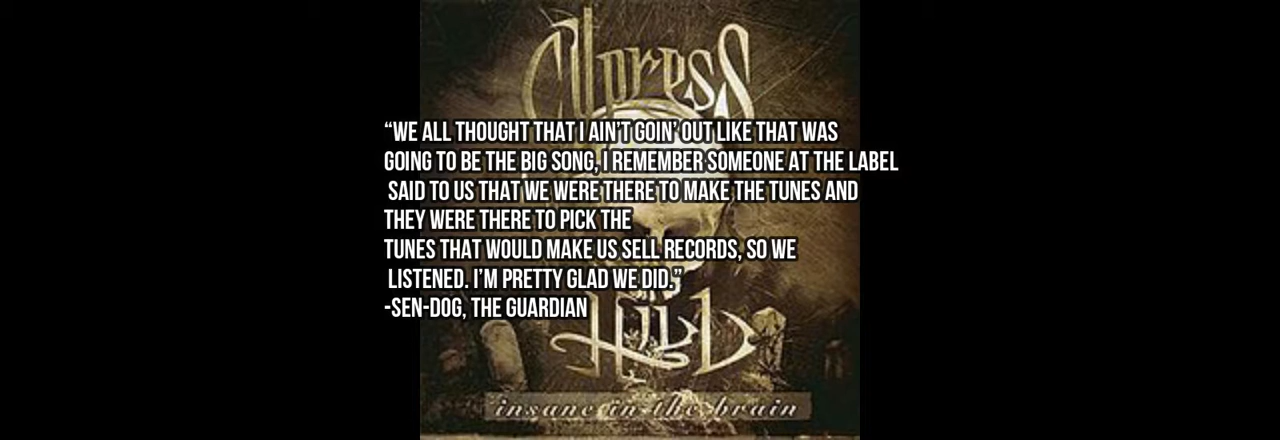 Cypress
“WE ALL THOUGHT THAT I AIN’T GOIN’ OUT LIKE THAT WAS
GOING TO BE THE BIG SONG, I REMEMBER SOMEONE AT THE LABEL
SAID TO US THAT WE WERE THERE TO MAKE THE TUNES AND
THEY WERE THERE TO PICK THE
TUNES THAT WOULD MAKE US SELL RECORDS, SO WE
LISTENED. I’M PRETTY GLAD WE DID.”
-SEN-DOG, THE GUARDIAN
Hill
insane in the brain